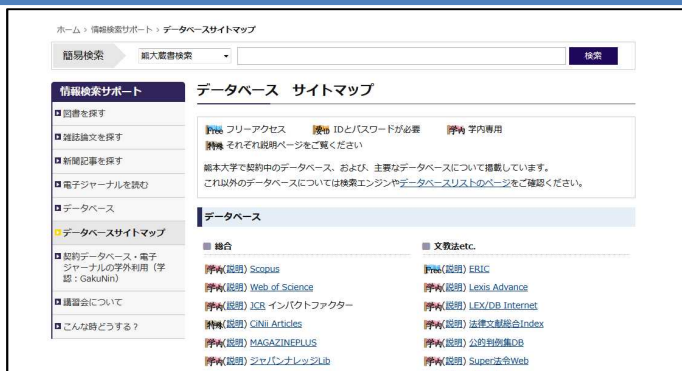 ホーム > 情報検索サポート > データベースサイトマップ
簡易検索 熊大蔵書検索 検索
情報検索サポート
図書を探す
雑誌論文を探す
新聞記事を探す
電子ジャーナルを読む
データベース
データベースサイトマップ
契約データベース・電子
ジャーナルの学外利用(学
認:GakuNin)
講習会について
こんな時どうする?
データベース サイトマップ
Free フリーアクセス 要ID IDとパスワードが必要 学内 学内専用
特殊 それぞれ説明ページをご覧ください
熊本大学で契約中のデータベース、および、主要なデータベースについて掲載しています。
これ以外のデータベースについては検索エンジンやデータベースリストのページをご確認ください。
データベース
総合
学内(説明) Scopus
学内(説明) Web of Science
学内(説明) JCR インパクトファクター
特殊(説明) CiNii Articles
学内(説明) MAGAZINEPLUS
学内(説明) ジャパンナレッジLib
文教法etc.
Free(説明) ERIC
学内(説明) Lexis Advance
学内(説明) LEX/DB Internet
学内(説明) 法律文献総合Index
学内(説明) 公的判例集DB
学内(説明) Super法令Web